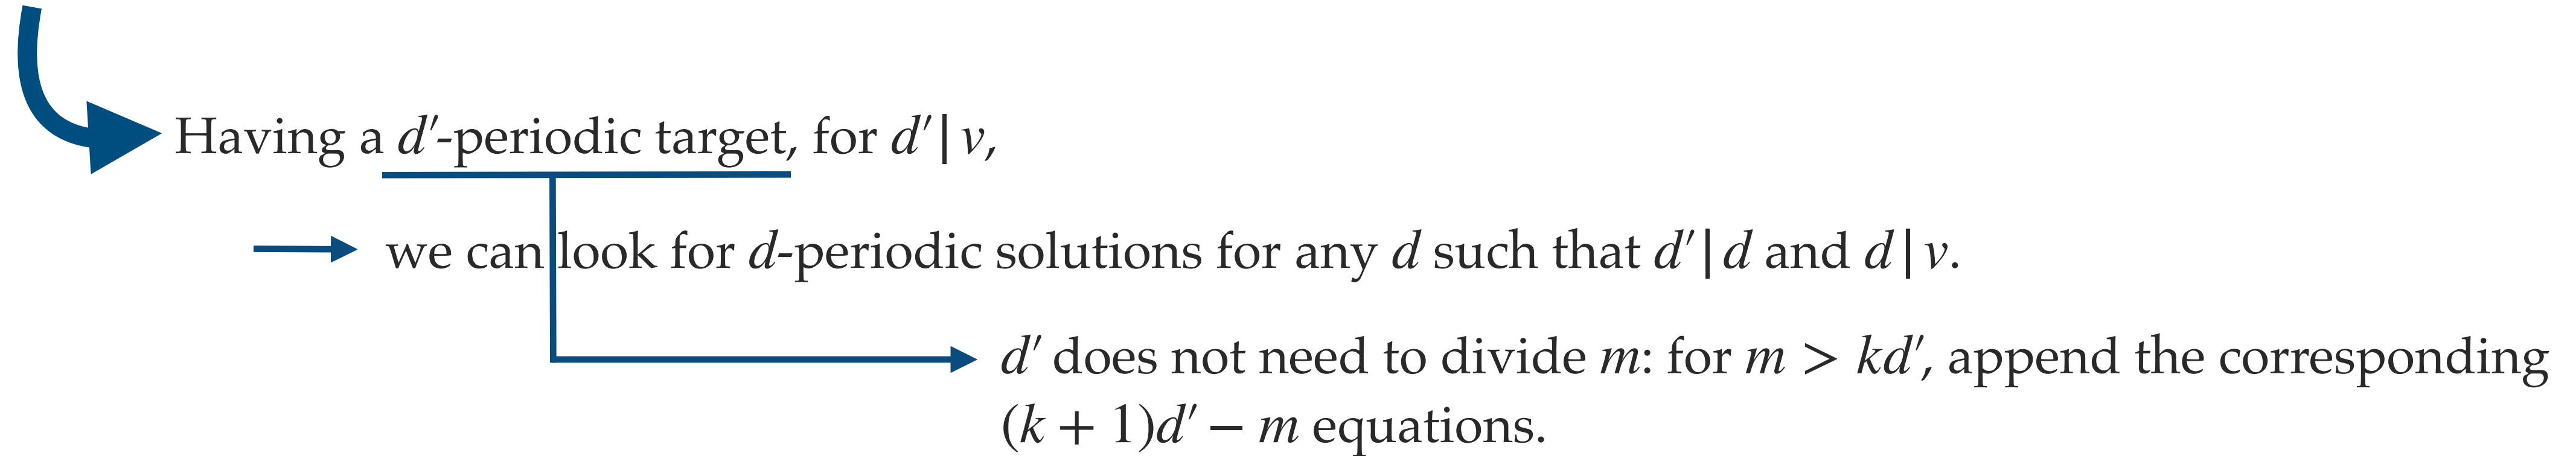 Having a d′-periodic target, for d′ | v,
we can look for d-periodic solutions for any d such that d′ | d and d | v.
d′ does not need to divide m: for m > kd′, append the corresponding
(k + 1)d′ − m equations.